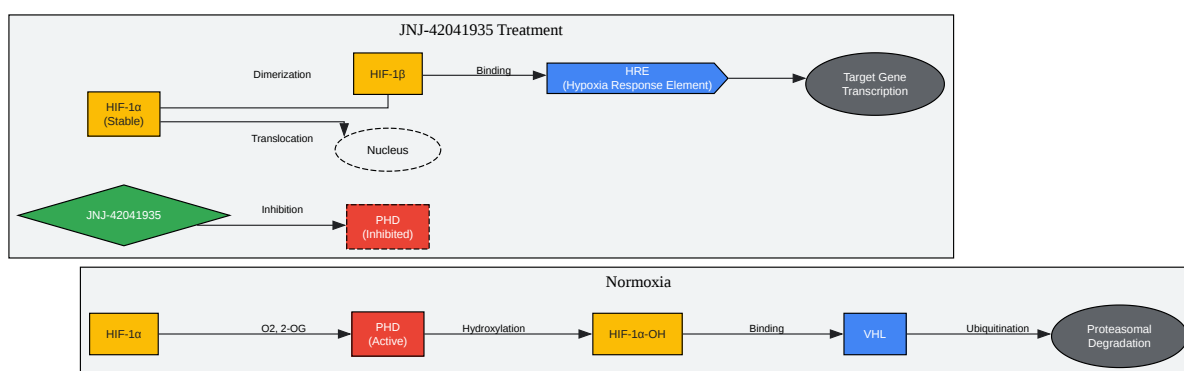 JNJ-42041935 Treatment
Dimerization
HIF-1β
Binding
HRE
(Hypoxia Response Element)
Target Gene
Transcription
HIF-1α
(Stable)
Translocation
Nucleus
JNJ-42041935
Inhibition
PHD
(Inhibited)
Normoxia
HIF-1α
O2, 2-OG
PHD
(Active)
Hydroxylation
HIF-1α-OH
Binding
VHL
Ubiquitination
Proteasomal
Degradation